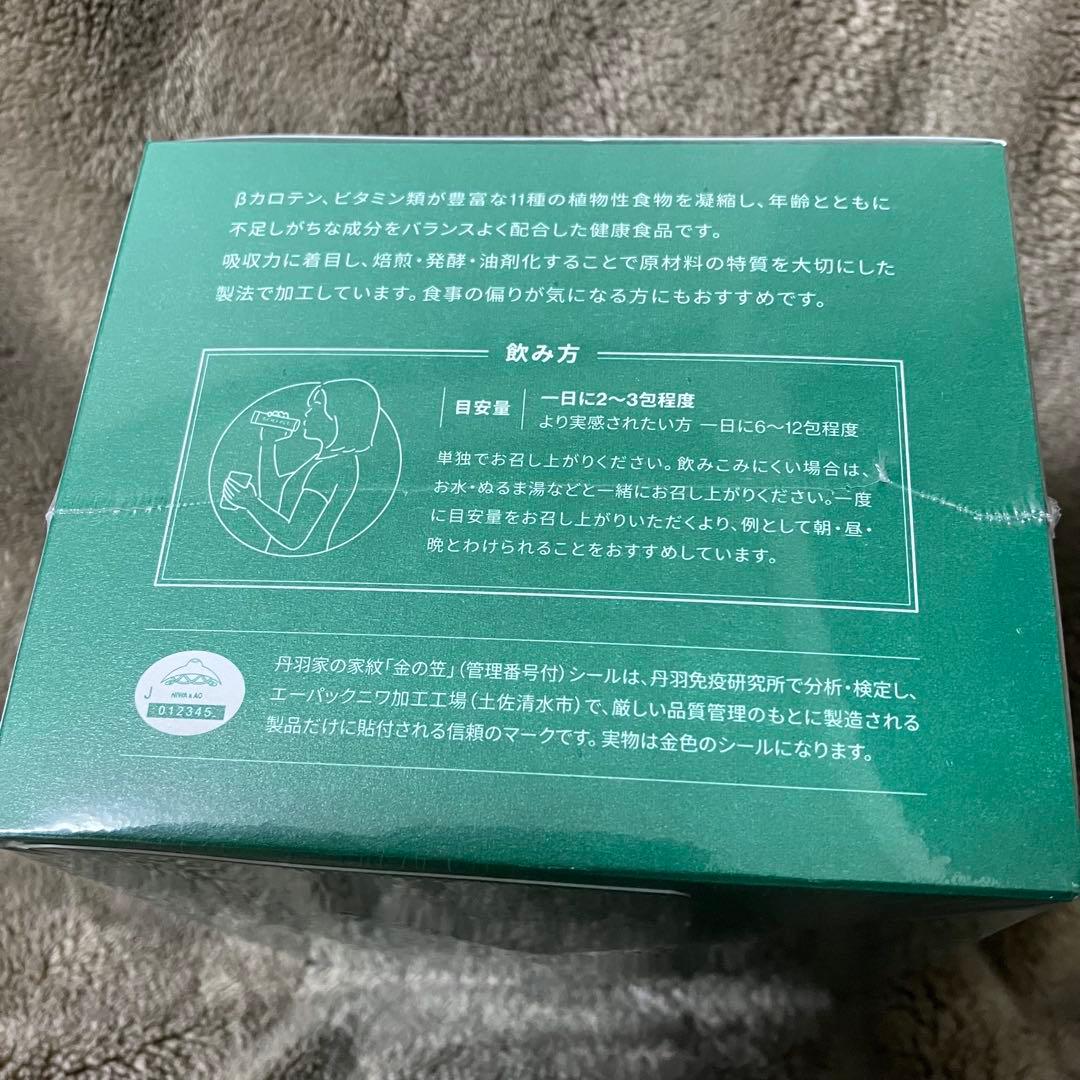 βカロテン、ビタミン類が豊富な11種の植物性食物を凝縮し、年齢とともに
不足しがちな成分をバランスよく配合した健康食品です。
吸収力に着目し、焙煎・発酵・油剤化することで原材料の特質を大切にした
製法で加工しています。食事の偏りが気になる方にもおすすめです。
飲み方
目安量
一日に2〜3包程度
より実感されたい方 一日に6〜12包程度
単独でお召し上がりください。飲みこみにくい場合は、
お水・ぬるま湯などと一緒にお召し上がりください。一度
に目安量をお召し上がりいただくより、例として朝・昼・
晩とわけられることをおすすめしています。
丹羽家の家紋「金の笠」（管理番号付）シールは、丹羽免疫研究所で分析・検定し、
エーパックニワ加工工場（土佐清水市）で、厳しい品質管理のもとに製造される
製品だけに貼付される信頼のマークです。実物は金色のシールになります。
J
NIWA & AO
012345